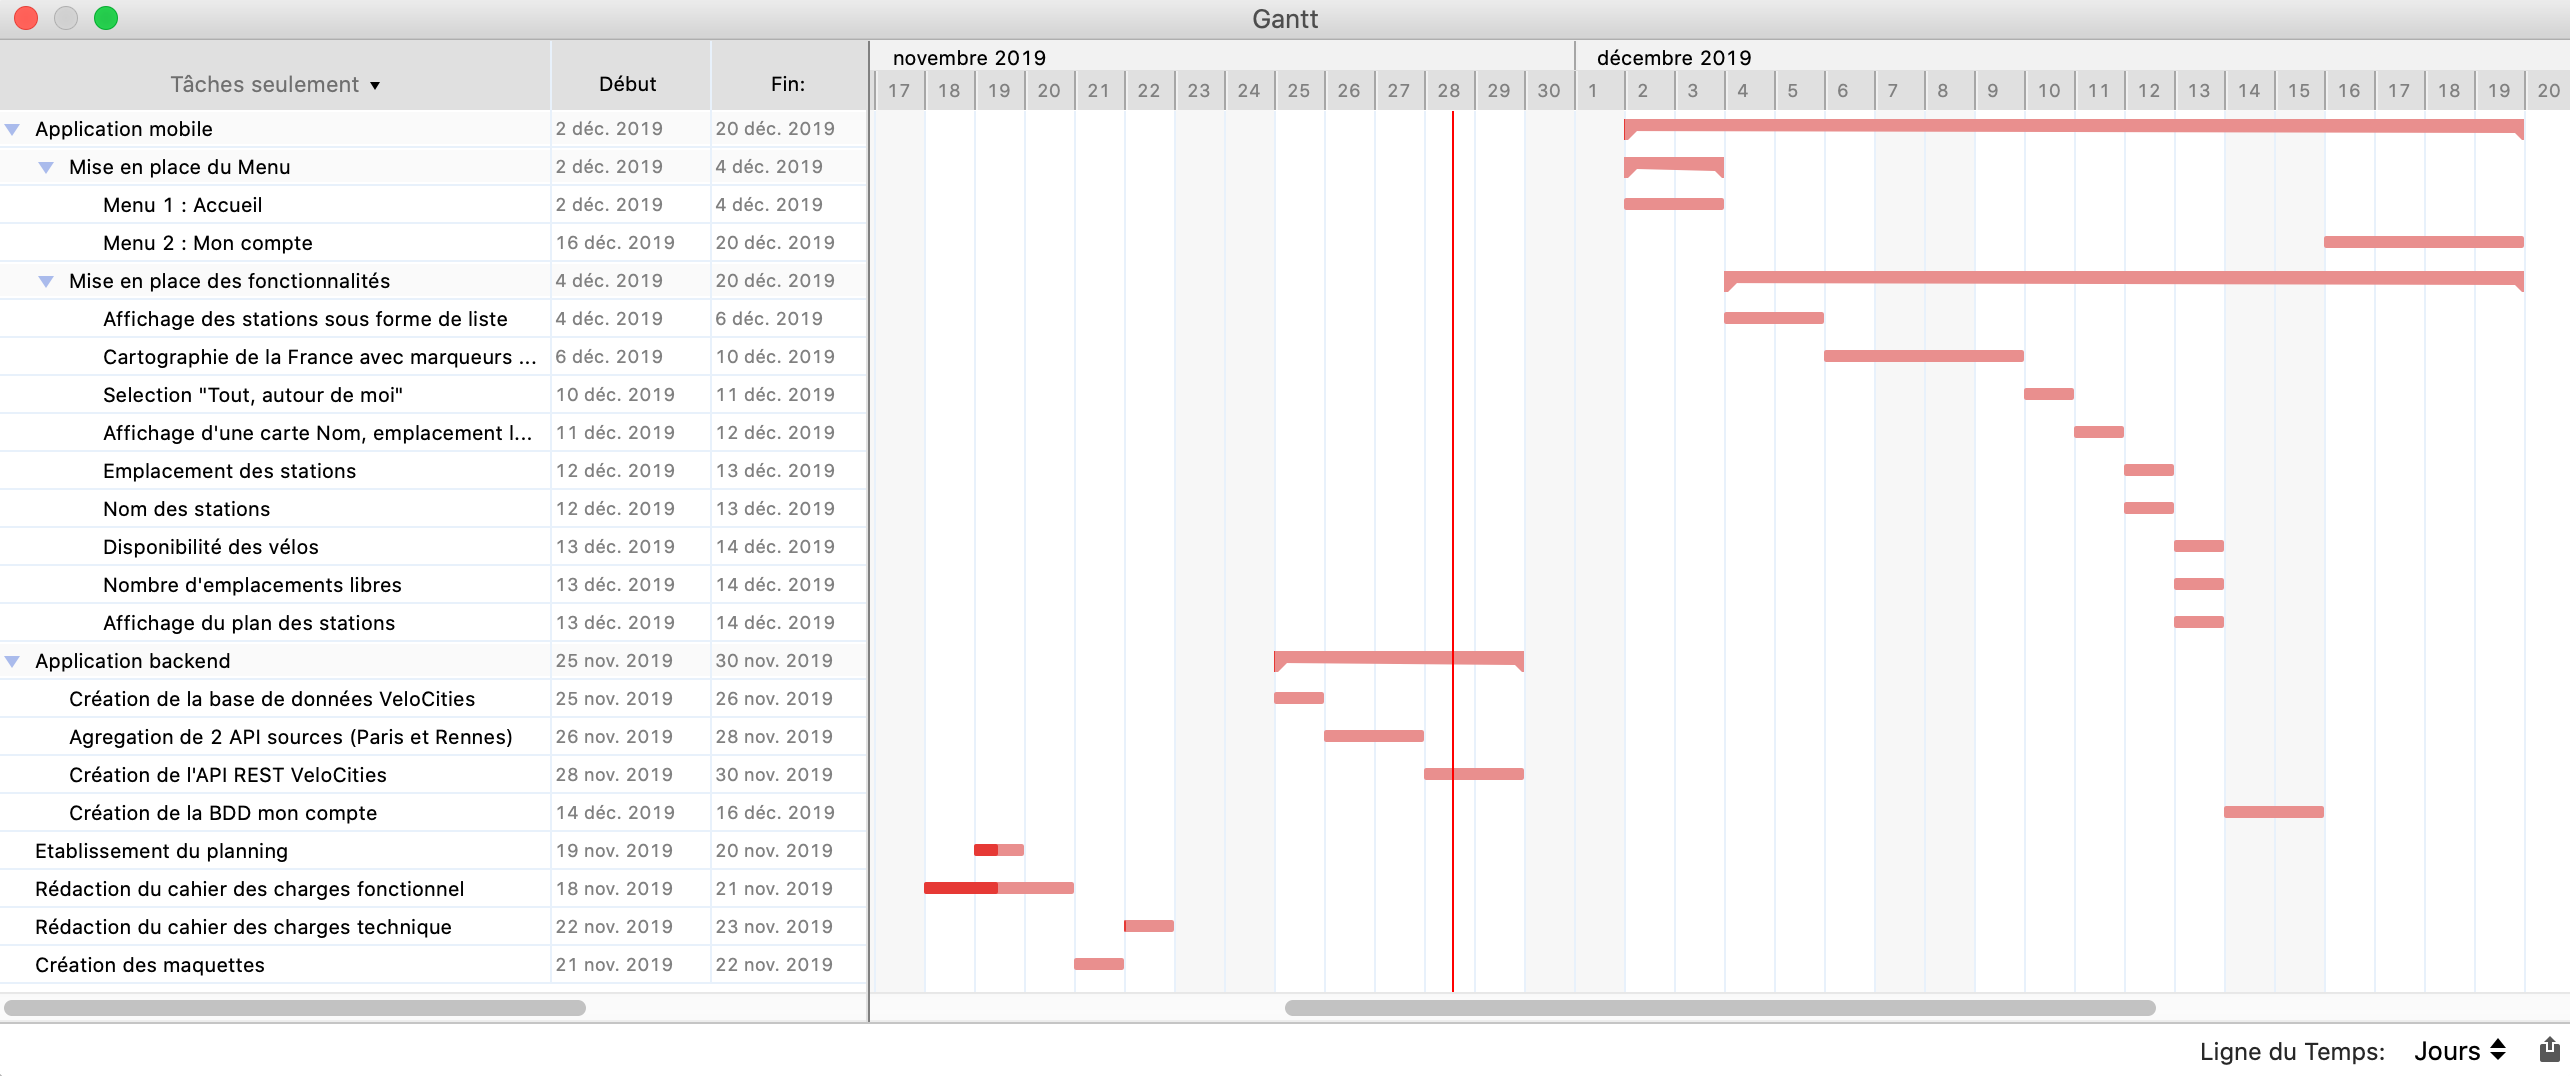 Gantt
novembre 2019 décembre 2019
Tâches seulement ▼ Début Fin:
17 18 19 20 21 22 23 24 25 26 27 28 29 30 1 2 3 4 5 6 7 8 9 10 11 12 13 14 15 16 17 18 19 20
Application mobile 2 déc. 2019 20 déc. 2019
Mise en place du Menu 2 déc. 2019 4 déc. 2019
Menu 1 : Accueil 2 déc. 2019 4 déc. 2019
Menu 2 : Mon compte 16 déc. 2019 20 déc. 2019
Mise en place des fonctionnalités 4 déc. 2019 20 déc. 2019
Affichage des stations sous forme de liste 4 déc. 2019 6 déc. 2019
Cartographie de la France avec marqueurs ... 6 déc. 2019 10 déc. 2019
Selection "Tout, autour de moi" 10 déc. 2019 11 déc. 2019
Affichage d'une carte Nom, emplacement l... 11 déc. 2019 12 déc. 2019
Emplacement des stations 12 déc. 2019 13 déc. 2019
Nom des stations 12 déc. 2019 13 déc. 2019
Disponibilité des vélos 13 déc. 2019 14 déc. 2019
Nombre d'emplacements libres 13 déc. 2019 14 déc. 2019
Affichage du plan des stations 13 déc. 2019 14 déc. 2019
Application backend 25 nov. 2019 30 nov. 2019
Création de la base de données VeloCities 25 nov. 2019 26 nov. 2019
Agregation de 2 API sources (Paris et Rennes) 26 nov. 2019 28 nov. 2019
Création de l'API REST VeloCities 28 nov. 2019 30 nov. 2019
Création de la BDD mon compte 14 déc. 2019 16 déc. 2019
Etablissement du planning 19 nov. 2019 20 nov. 2019
Rédaction du cahier des charges fonctionnel 18 nov. 2019 21 nov. 2019
Rédaction du cahier des charges technique 22 nov. 2019 23 nov. 2019
Création des maquettes 21 nov. 2019 22 nov. 2019
Ligne du Temps: Jours